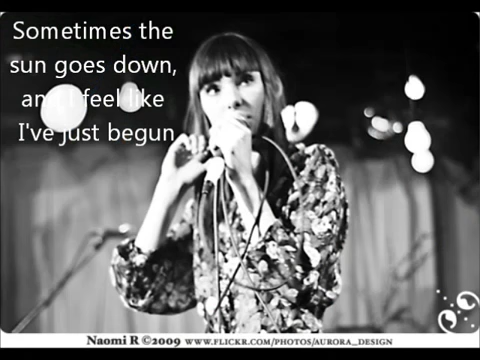 Sometimes the
sun goes down,
and I feel like
I've just begun
Naomi R ©2009 WWW.FLICKR.COM/PHOTOS/AURORA_DESIGN